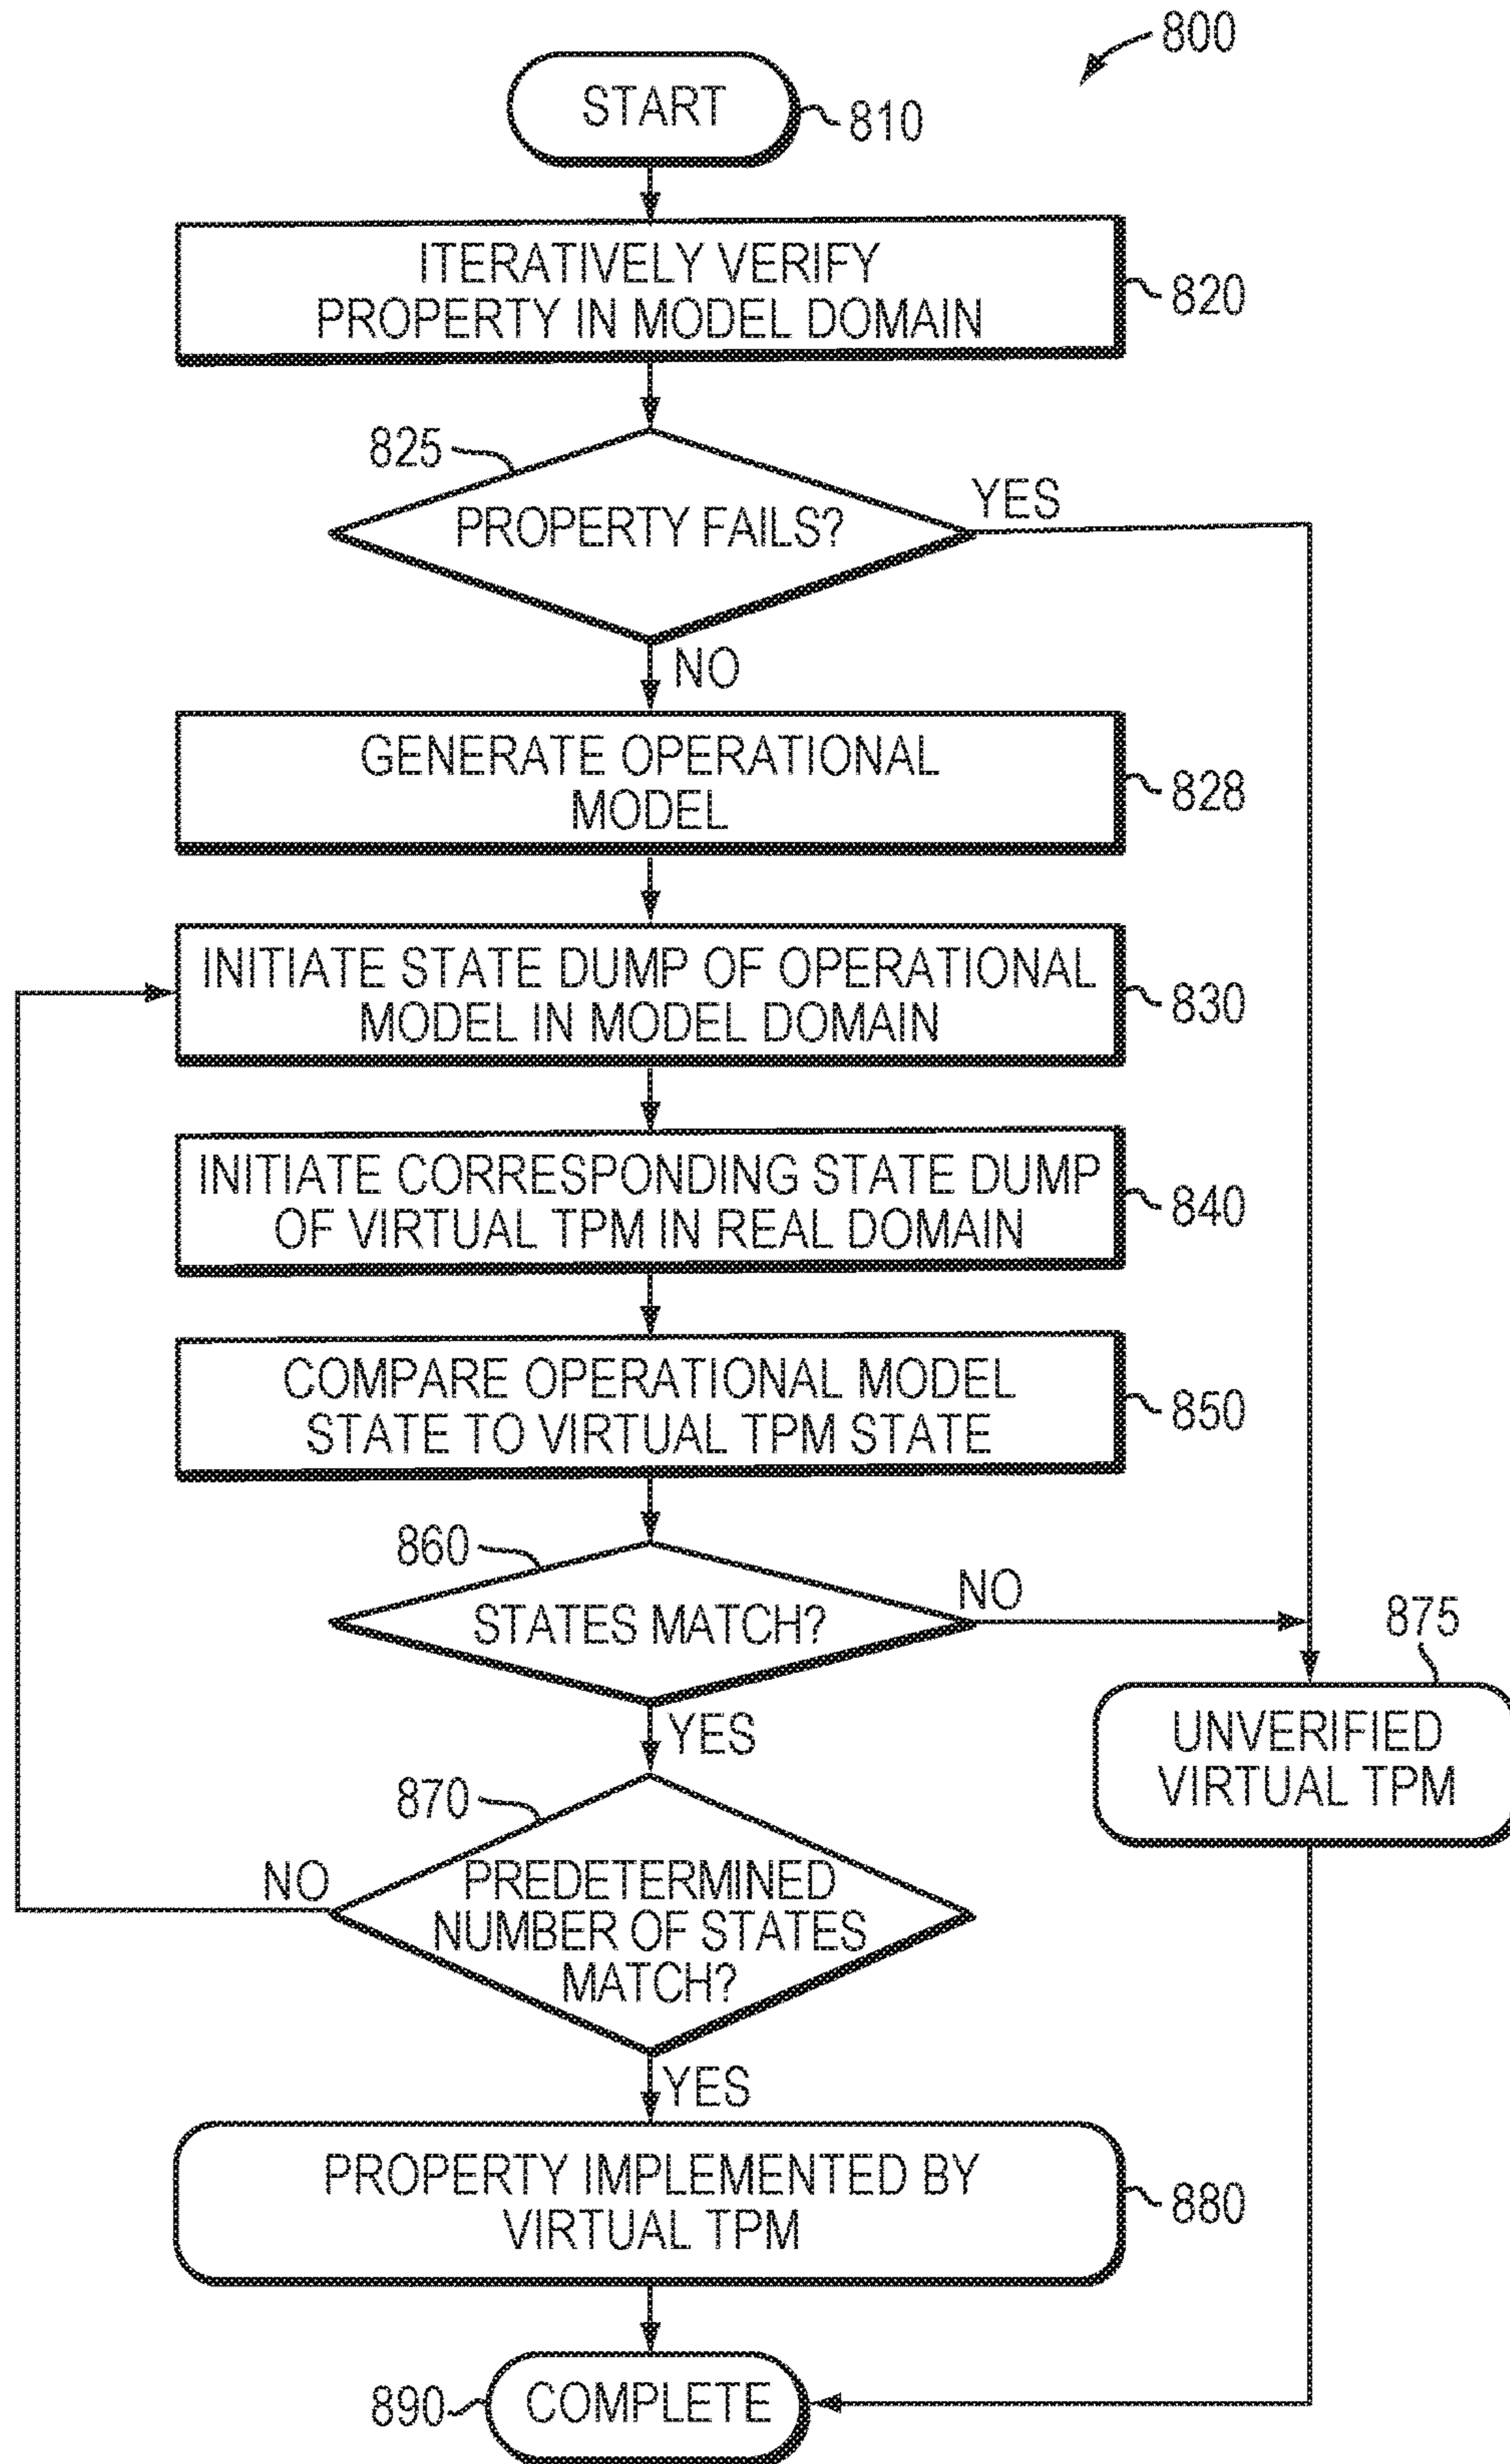 800
START
810
ITERATIVELY VERIFY
PROPERTY IN MODEL DOMAIN
820
825
PROPERTY FAILS?
YES
NO
GENERATE OPERATIONAL
MODEL
828
INITIATE STATE DUMP OF OPERATIONAL
MODEL IN MODEL DOMAIN
830
INITIATE CORRESPONDING STATE DUMP
OF VIRTUAL TPM IN REAL DOMAIN
840
COMPARE OPERATIONAL MODEL
STATE TO VIRTUAL TPM STATE
850
860
STATES MATCH?
NO
YES
875
UNVERIFIED
VIRTUAL TPM
870
PREDETERMINED
NUMBER OF STATES
MATCH?
NO
YES
PROPERTY IMPLEMENTED BY
VIRTUAL TPM
880
890
COMPLETE